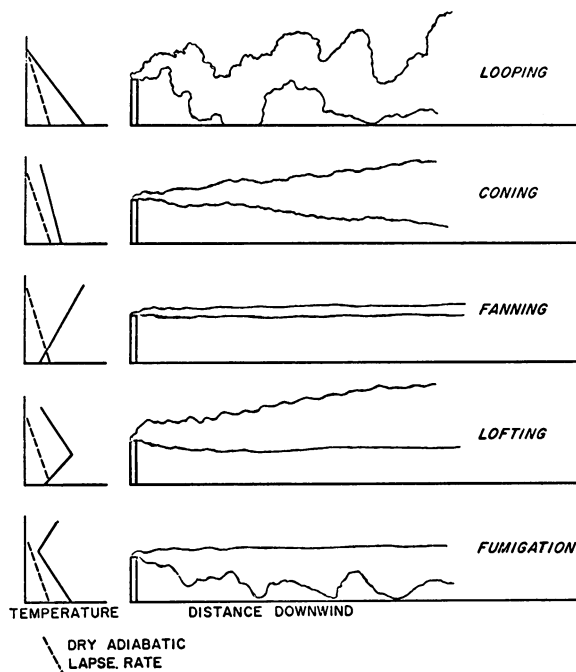 LOOPING
CONING
FANNING
LOFTING
FUMIGATION
TEMPERATURE DISTANCE DOWNWIND
DRY ADIABATIC
LAPSE RATE